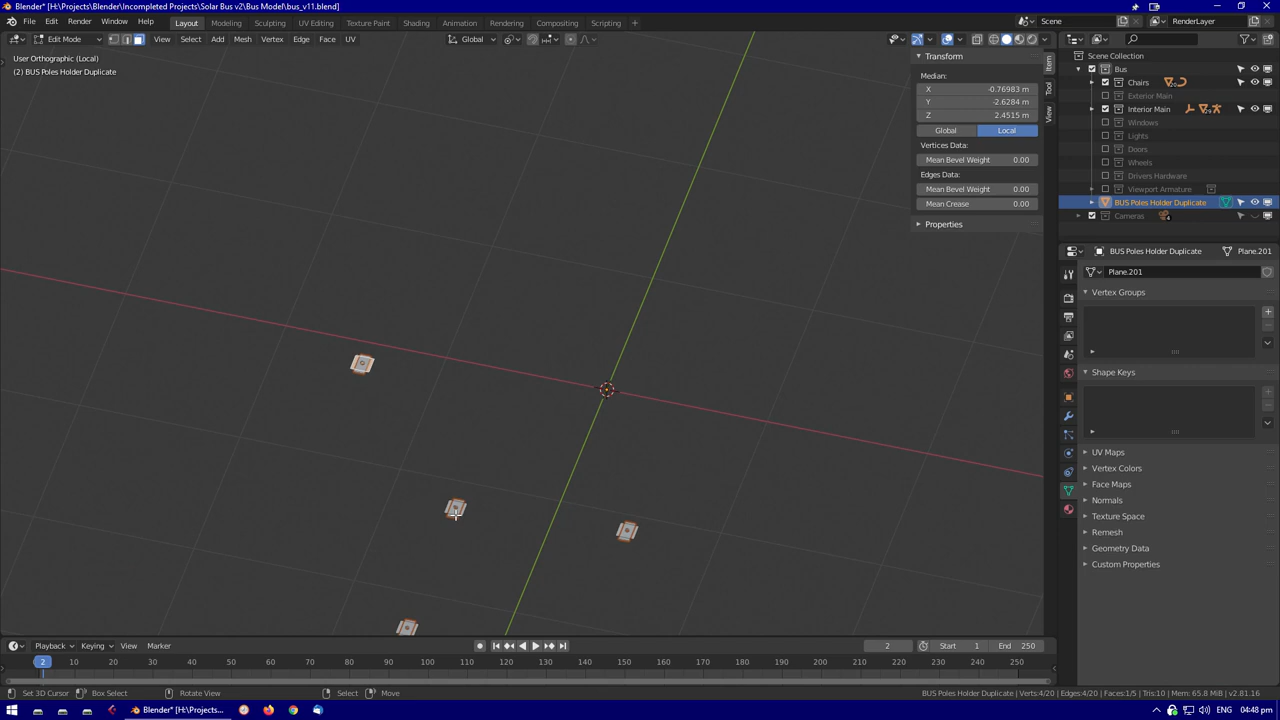 Blender* [H:\Projects\Blender\Incompleted Projects\Solar Bus v2\Bus Model\bus_v11.blend]
File Edit Render Window Help Layout Modeling Sculpting UV Editing Texture Paint Shading Animation Rendering Compositing Scripting Scene RenderLayer
Edit Mode View Select Add Mesh Vertex Edge Face UV Global
User Orthographic (Local)
(2) BUS Poles Holder Duplicate
Transform
Median:
X -0.76983 m
Y -2.6284 m
Z 2.4515 m
Global Local
Vertices Data:
Mean Bevel Weight 0.00
Edges Data:
Mean Bevel Weight 0.00
Mean Crease 0.00
Properties
Item
Tool
View
Scene Collection
Bus
Chairs
Exterior Main
Interior Main
Windows
Lights
Doors
Wheels
Drivers Hardware
Viewport Armature
BUS Poles Holder Duplicate
Cameras 4
BUS Poles Holder Duplicate Plane.201
Plane.201
Vertex Groups
Shape Keys
UV Maps
Vertex Colors
Face Maps
Normals
Texture Space
Remesh
Geometry Data
Custom Properties
Playback Keying View Marker 2 Start 1 End 250
2 10 20 30 40 50 60 70 80 90 100 110 120 130 140 150 160 170 180 190 200 210 220 230 240 250
Set 3D Cursor Box Select Rotate View Select Move BUS Poles Holder Duplicate | Verts:4/20 | Edges:4/20 | Faces:1/5 | Tris:10 | Mem: 65.8 MiB | v2.81.16
Blender* [H:\Projects... ENG 04:48 pm